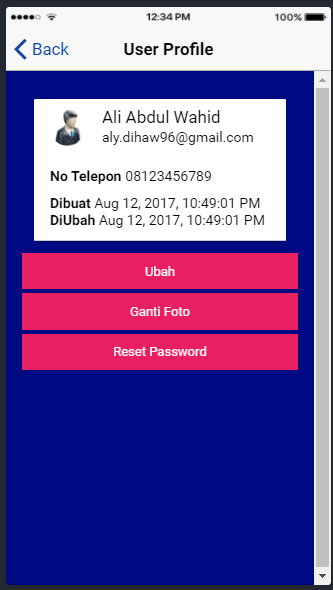 12:34 PM 100%
Back User Profile
Ali Abdul Wahid
aly.dihaw96@gmail.com
No Telepon 08123456789
Dibuat Aug 12, 2017, 10:49:01 PM
DiUbah Aug 12, 2017, 10:49:01 PM
Ubah
Ganti Foto
Reset Password